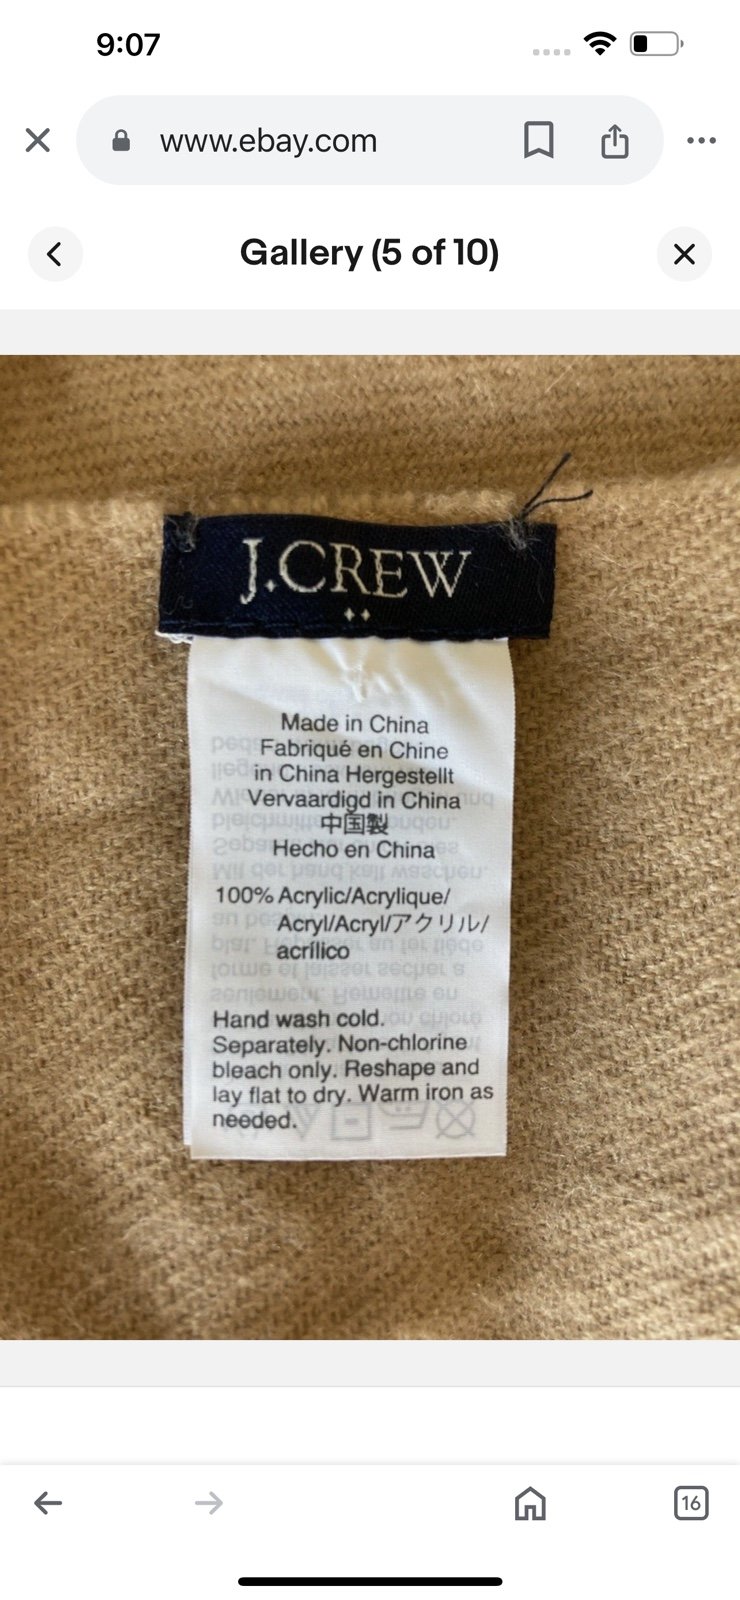 9:07
www.ebay.com
Gallery (5 of 10)
J.CREW
Made in China
Fabriqué en Chine
in China Hergestellt
Vervaardigd in China
中国製
Hecho en China
100% Acrylic/Acrylique/
Acryl/Acryl/アクリル/
acrílico
Hand wash cold.
Separately. Non-chlorine
bleach only. Reshape and
lay flat to dry. Warm iron as
needed.
16